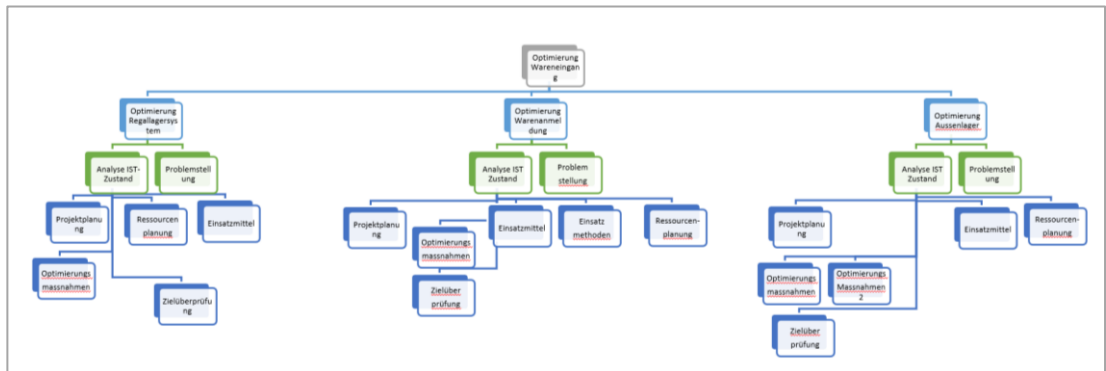 Optimierung
Wareneingan
g
Optimierung
Regallagersys
tem
Optimierung
Warenanmel
dung
Optimierung
Aussenlager
Analyse IST-
Zustand
Problemstell
ung
Analyse IST
Zustand
Problem
stellung
Analyse IST
Zustand
Problemstell
ung
Projektplanu
ng
Ressourcen
planung
Einsatzmittel
Optimierungs
massnahmen
Zielüberprüfu
ng
Projektplanu
ng
Optimierungs
massnahmen
Einsatzmittel
Einsatz
methoden
Ressourcen-
planung
Zielüber
prüfung
Projektplanu
ng
Einsatzmittel
Ressourcen-
planung
Optimierungs
massnahmen
Optimierungs
Massnahmen
2
Zielüber
prüfung